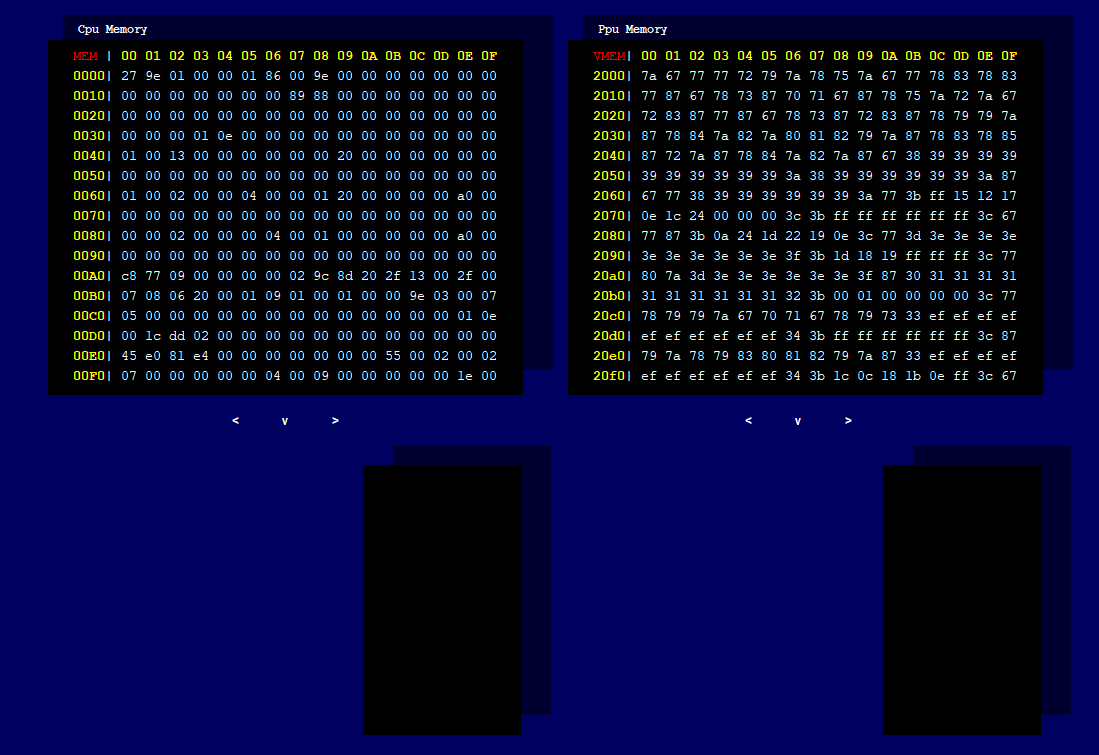 Cpu Memory
MEM | 00 01 02 03 04 05 06 07 08 09 0A 0B 0C 0D 0E 0F
0000| 27 9e 01 00 00 01 86 00 9e 00 00 00 00 00 00 00
0010| 00 00 00 00 00 00 00 89 88 00 00 00 00 00 00 00
0020| 00 00 00 00 00 00 00 00 00 00 00 00 00 00 00 00
0030| 00 00 00 01 0e 00 00 00 00 00 00 00 00 00 00 00
0040| 01 00 13 00 00 00 00 00 00 20 00 00 00 00 00 00
0050| 00 00 00 00 00 00 00 00 00 00 00 00 00 00 00 00
0060| 01 00 02 00 00 04 00 00 01 20 00 00 00 00 a0 00
0070| 00 00 00 00 00 00 00 00 00 00 00 00 00 00 00 00
0080| 00 00 02 00 00 00 04 00 01 00 00 00 00 00 a0 00
0090| 00 00 00 00 00 00 00 00 00 00 00 00 00 00 00 00
00A0| c8 77 09 00 00 00 00 02 9c 8d 20 2f 13 00 2f 00
00B0| 07 08 06 20 00 01 09 01 00 01 00 00 9e 03 00 07
00C0| 05 00 00 00 00 00 00 00 00 00 00 00 00 00 01 0e
00D0| 00 1c dd 02 00 00 00 00 00 00 00 00 00 00 00 00
00E0| 45 e0 81 e4 00 00 00 00 00 00 00 55 00 02 00 02
00F0| 07 00 00 00 00 00 04 00 09 00 00 00 00 00 1e 00
< v >
Ppu Memory
VMEM| 00 01 02 03 04 05 06 07 08 09 0A 0B 0C 0D 0E 0F
2000| 7a 67 77 77 72 79 7a 78 75 7a 67 77 78 83 78 83
2010| 77 87 67 78 73 87 70 71 67 87 78 75 7a 72 7a 67
2020| 72 83 87 77 87 67 78 73 87 72 83 87 78 79 79 7a
2030| 87 78 84 7a 82 7a 80 81 82 79 7a 87 78 83 78 85
2040| 87 72 7a 87 78 84 7a 82 7a 87 67 38 39 39 39 39
2050| 39 39 39 39 39 39 3a 38 39 39 39 39 39 39 3a 87
2060| 67 77 38 39 39 39 39 39 39 3a 77 3b ff 15 12 17
2070| 0e 1c 24 00 00 00 3c 3b ff ff ff ff ff ff 3c 67
2080| 77 87 3b 0a 24 1d 22 19 0e 3c 77 3d 3e 3e 3e 3e
2090| 3e 3e 3e 3e 3e 3e 3f 3b 1d 18 19 ff ff ff 3c 77
20a0| 80 7a 3d 3e 3e 3e 3e 3e 3e 3f 87 30 31 31 31 31
20b0| 31 31 31 31 31 31 32 3b 00 01 00 00 00 00 3c 77
20c0| 78 79 79 7a 67 70 71 67 78 79 73 33 ef ef ef ef
20d0| ef ef ef ef ef ef 34 3b ff ff ff ff ff ff 3c 87
20e0| 79 7a 78 79 83 80 81 82 79 7a 87 33 ef ef ef ef
20f0| ef ef ef ef ef ef 34 3b 1c 0c 18 1b 0e ff 3c 67
< v >